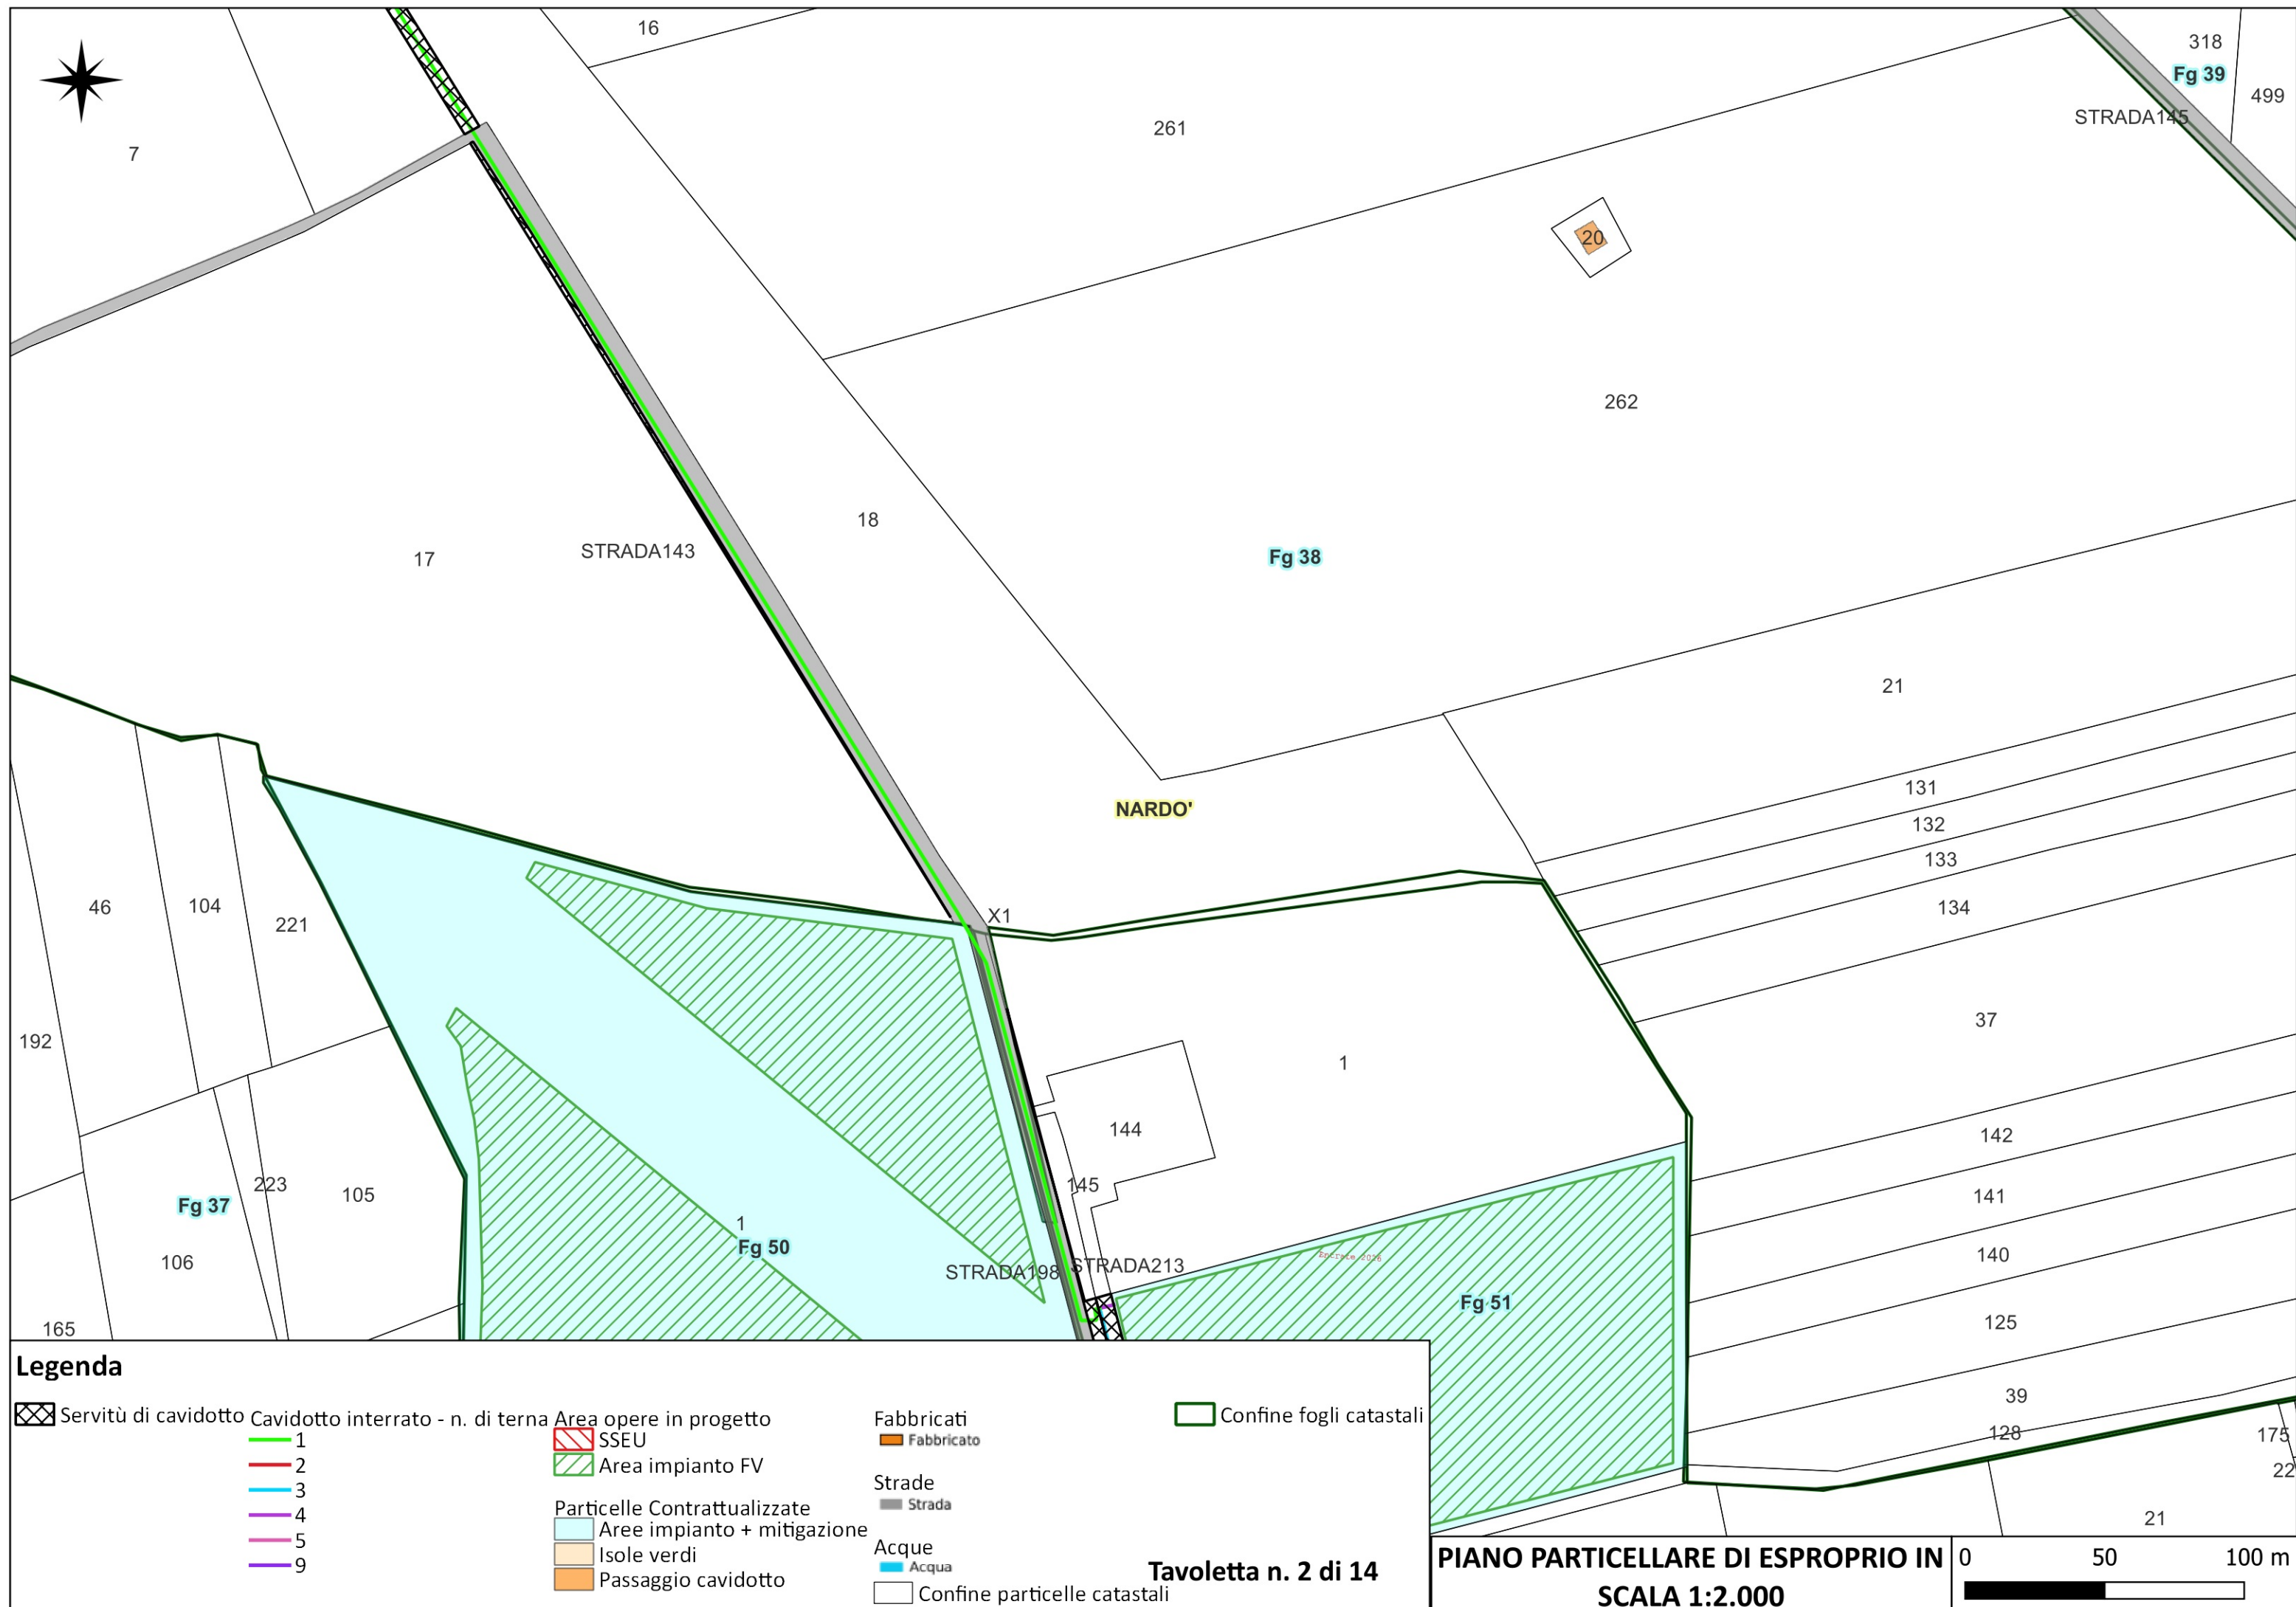 16
318
Fg 39
499
STRADA145
7
261
20
262
18
17
STRADA143
Fg 38
21
131
NARDO'
132
133
134
46
104
221
X1
37
192
1
144
142
223
145
105
141
Fg 37
1
Fg 50
106
140
STRADA198
STRADA213
Fg 51
125
165
39
128
175
22
21
Legenda
Servitù di cavidotto
Cavidotto interrato - n. di terna
1
2
3
4
5
9
Area opere in progetto
SSEU
Area impianto FV
Particelle Contrattualizzate
Aree impianto + mitigazione
Isole verdi
Passaggio cavidotto
Fabbricati
Fabbricato
Strade
Strada
Acque
Acqua
Confine particelle catastali
Confine fogli catastali
Tavoletta n. 2 di 14
PIANO PARTICELLARE DI ESPROPRIO IN
SCALA 1:2.000
0 50 100 m